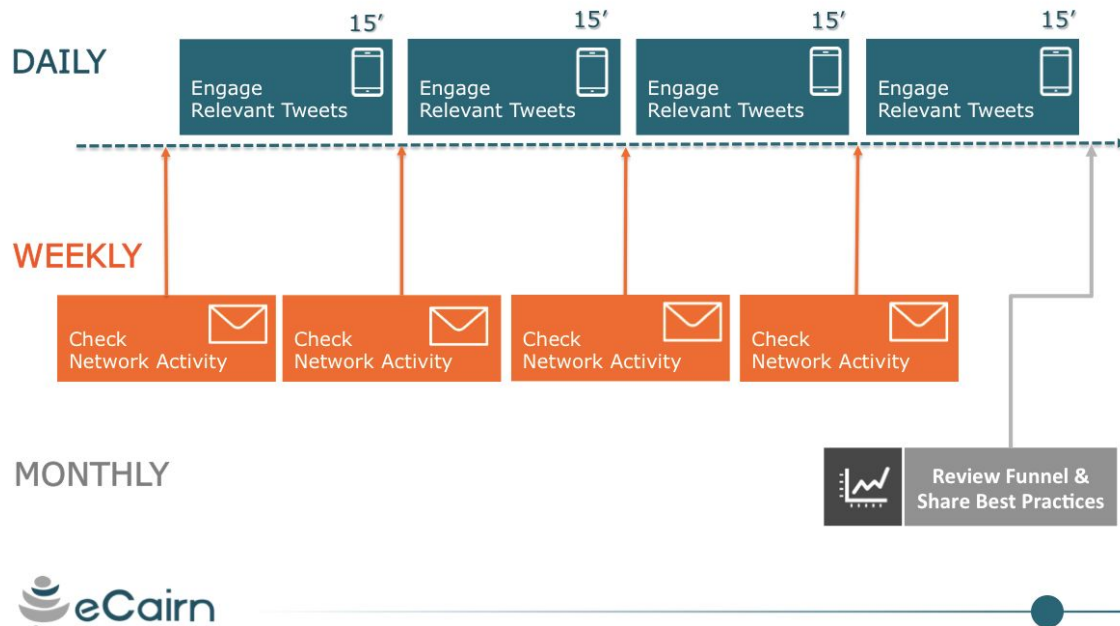 15’
15’
15’
15’
DAILY
Engage
Relevant Tweets
Engage
Relevant Tweets
Engage
Relevant Tweets
Engage
Relevant Tweets
WEEKLY
Check
Network Activity
Check
Network Activity
Check
Network Activity
Check
Network Activity
MONTHLY
Review Funnel &
Share Best Practices
eCairn